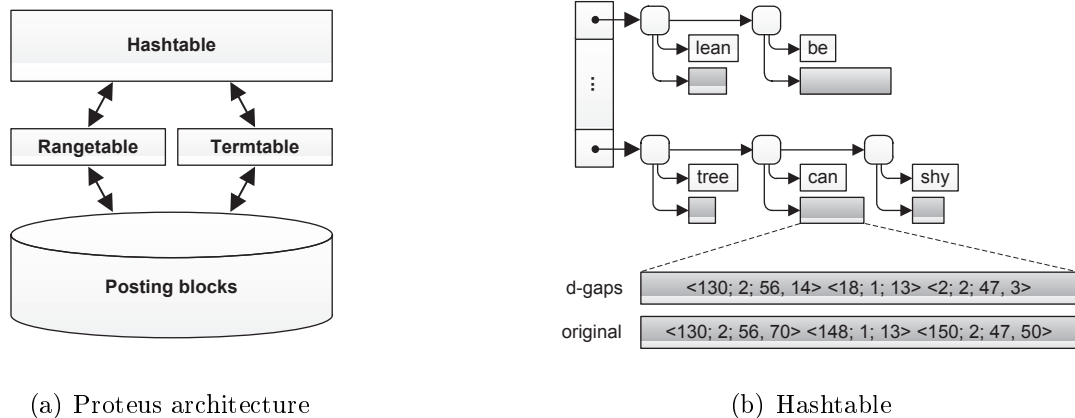 Hashtable
Rangetable
Termtable
Posting blocks
(a) Proteus architecture
lean
be
...
tree
can
shy
d-gaps
<130; 2; 56, 14> <18; 1; 13> <2; 2; 47, 3>
original
<130; 2; 56, 70> <148; 1; 13> <150; 2; 47, 50>
(b) Hashtable